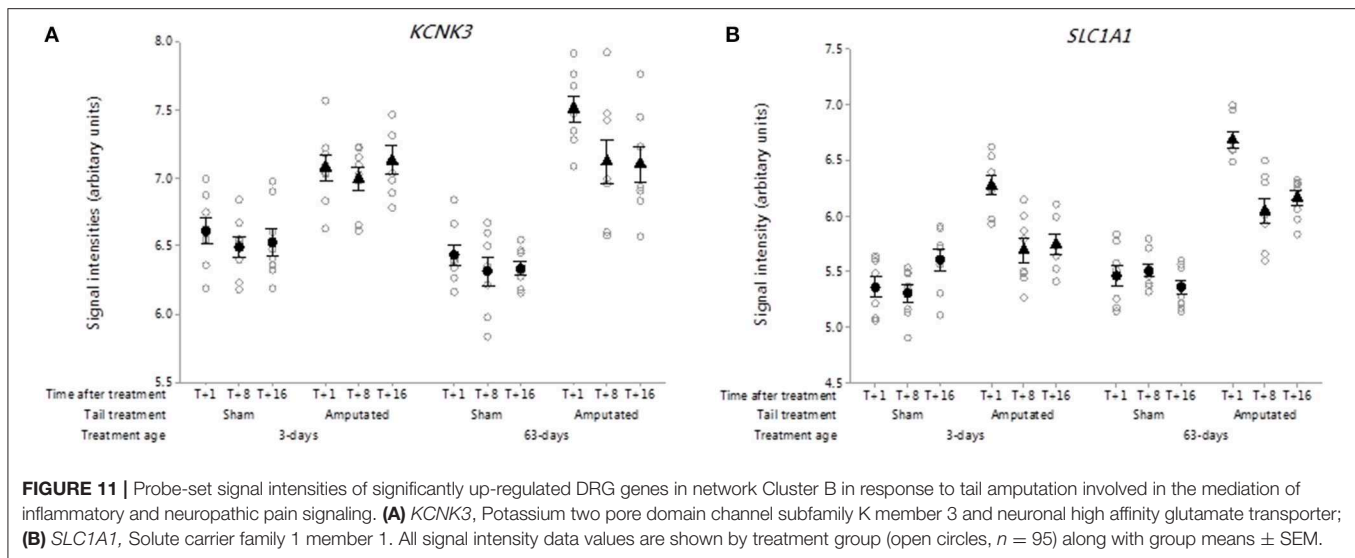 A
KCNK3
Signal intensities (arbitary units)
8.0
7.5
7.0
6.5
6.0
5.5
Time after treatment T+1 T+8 T+16 T+1 T+8 T+16 T+1 T+8 T+16 T+1 T+8 T+16
Tail treatment Sham Amputated Sham Amputated
Treatment age 3-days 63-days
B
SLC1A1
Signal intensity (arbitary units)
7.5
7.0
6.5
6.0
5.5
5.0
4.5
Time after treatment T+1 T+8 T+16 T+1 T+8 T+16 T+1 T+8 T+16 T+1 T+8 T+16
Tail treatment Sham Amputated Sham Amputated
Treatment age 3-days 63-days
FIGURE 11 | Probe-set signal intensities of significantly up-regulated DRG genes in network Cluster B in response to tail amputation involved in the mediation of
inflammatory and neuropathic pain signaling. (A) KCNK3, Potassium two pore domain channel subfamily K member 3 and neuronal high affinity glutamate transporter;
(B) SLC1A1, Solute carrier family 1 member 1. All signal intensity data values are shown by treatment group (open circles, n = 95) along with group means ± SEM.